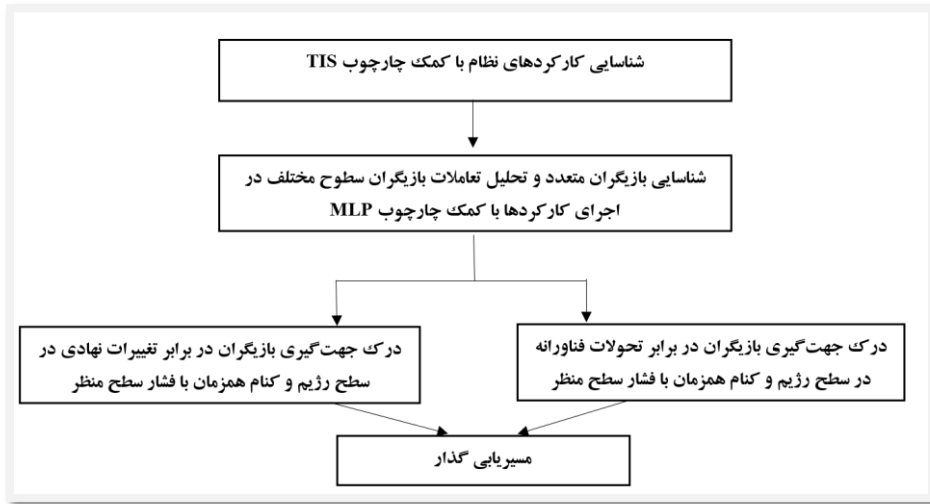 شناسایی کارکردهای نظام با کمک چارچوب TIS
شناسایی بازیگران متعدد و تحلیل تعاملات بازیگران سطوح مختلف در
اجرای کارکردها با کمک چارچوب MLP
درک جهت‌گیری بازیگران در برابر تحولات فناورانه
در سطح رژیم و کنام همزمان با فشار سطح منظر
درک جهت‌گیری بازیگران در برابر تغییرات نهادی در
سطح رژیم و کنام همزمان با فشار سطح منظر
مسیریابی گذار